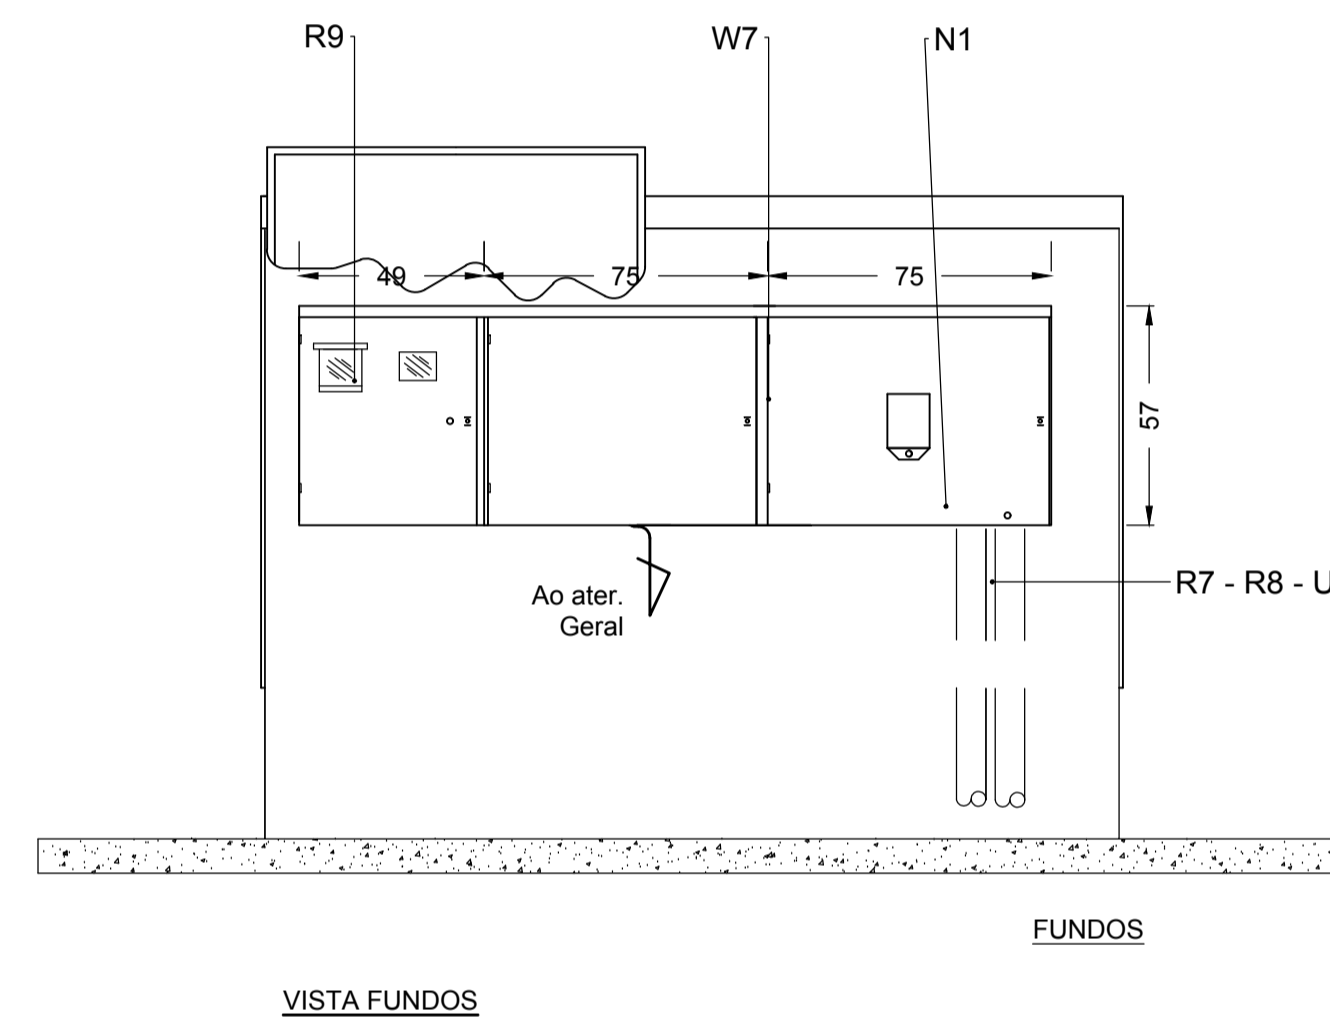 R9
W7
N1
49
75
75
57
R7 - R8 - U
Ao ater.
Geral
FUNDOS
VISTA FUNDOS